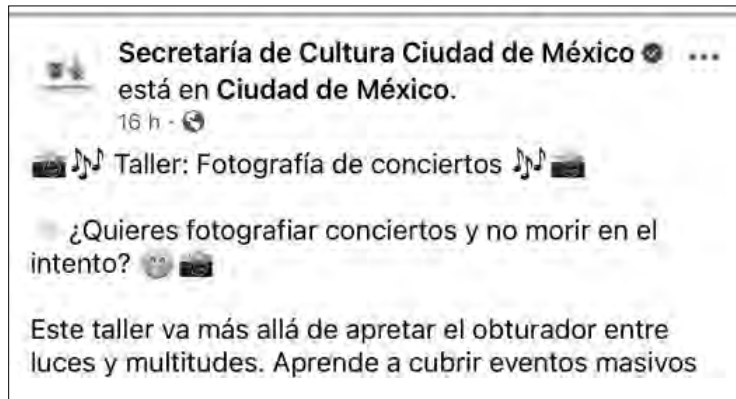 Secretaría de Cultura Ciudad de México
está en Ciudad de México.
16 h ·
📷🎶 Taller: Fotografía de conciertos 🎶📷
¿Quieres fotografiar conciertos y no morir en el
intento? 😬📷
Este taller va más allá de apretar el obturador entre
luces y multitudes. Aprende a cubrir eventos masivos